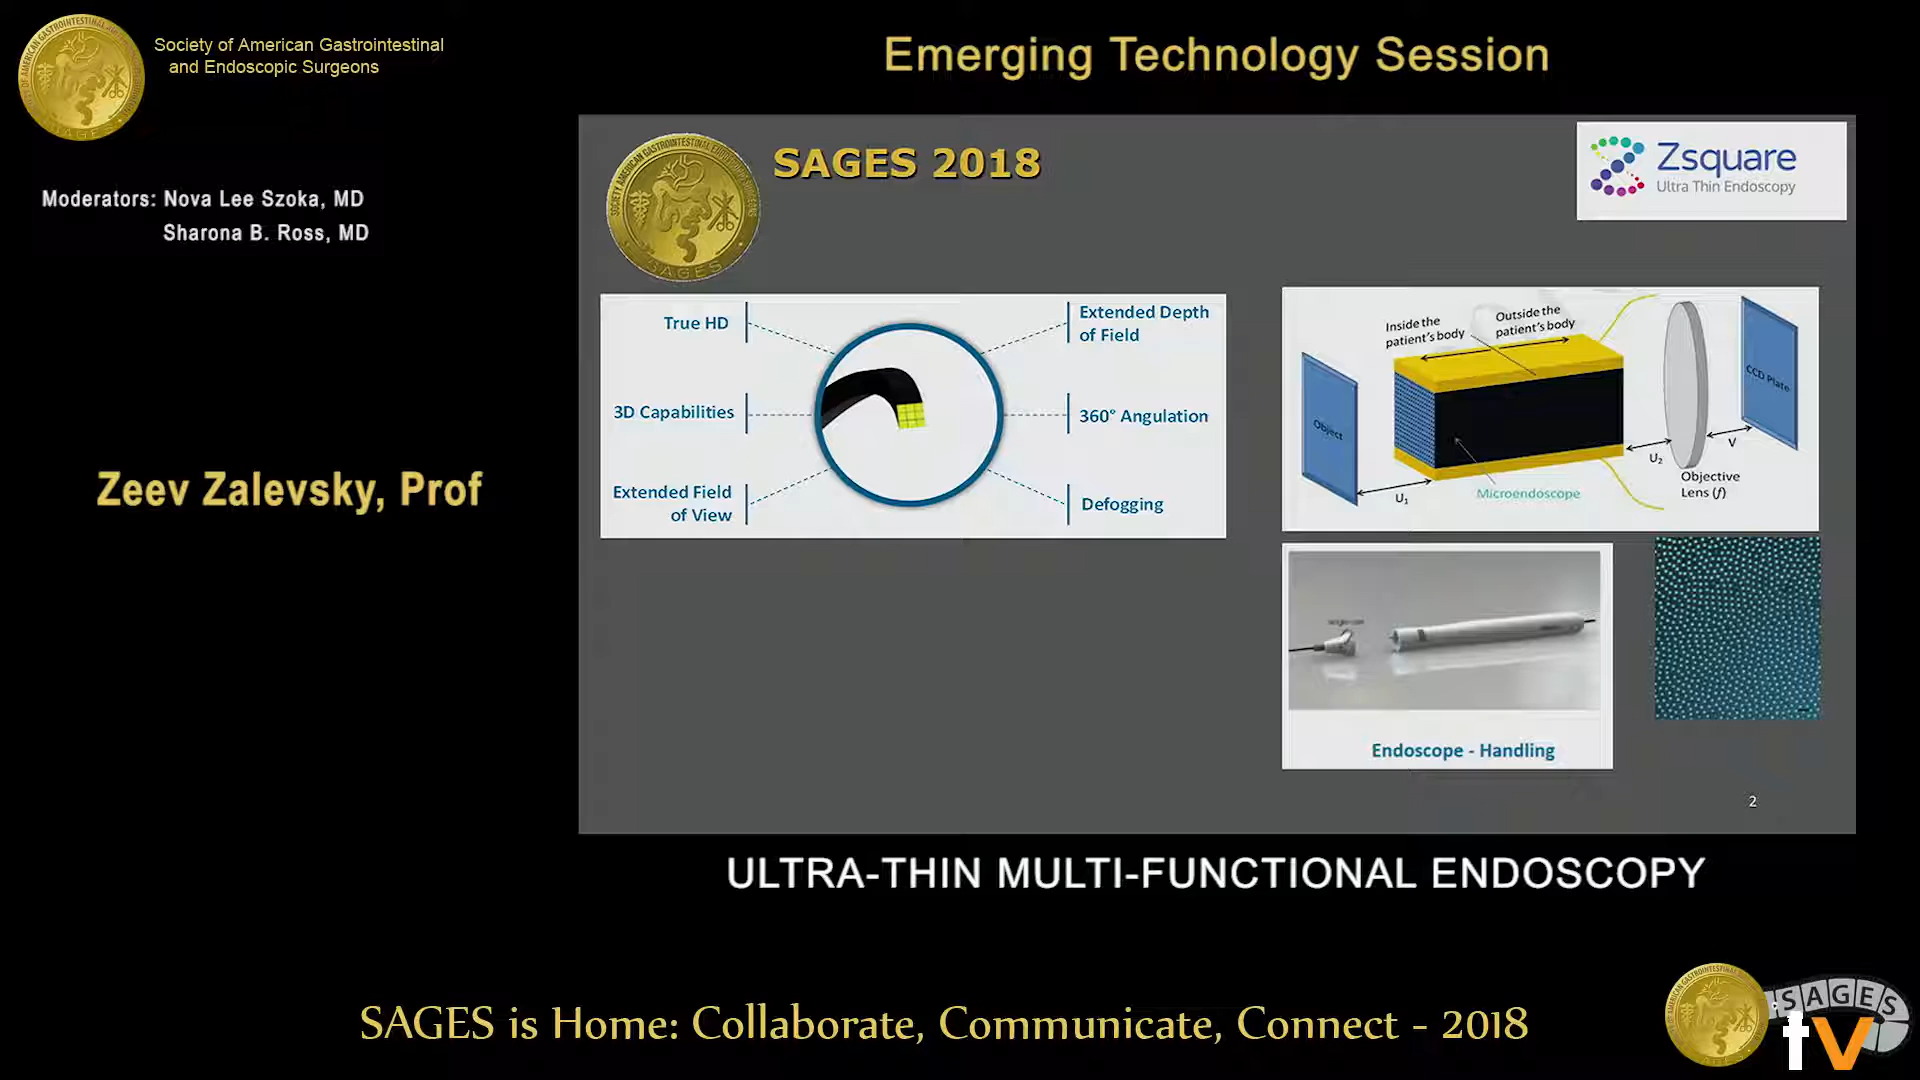 Society of American Gastrointestinal
and Endoscopic Surgeons
Emerging Technology Session
Moderators: Nova Lee Szoka, MD
Sharona B. Ross, MD
Zeev Zalevsky, Prof
SAGES 2018
Zsquare
Ultra Thin Endoscopy
True HD
3D Capabilities
Extended Field
of View
Extended Depth
of Field
360° Angulation
Defogging
Inside the
patient's body
Outside the
patient's body
Object
CCD Plate
U1
U2
V
Microendoscope
Objective
Lens (f)
Endoscope - Handling
2
ULTRA-THIN MULTI-FUNCTIONAL ENDOSCOPY
SAGES is Home: Collaborate, Communicate, Connect - 2018
SAGES
tv